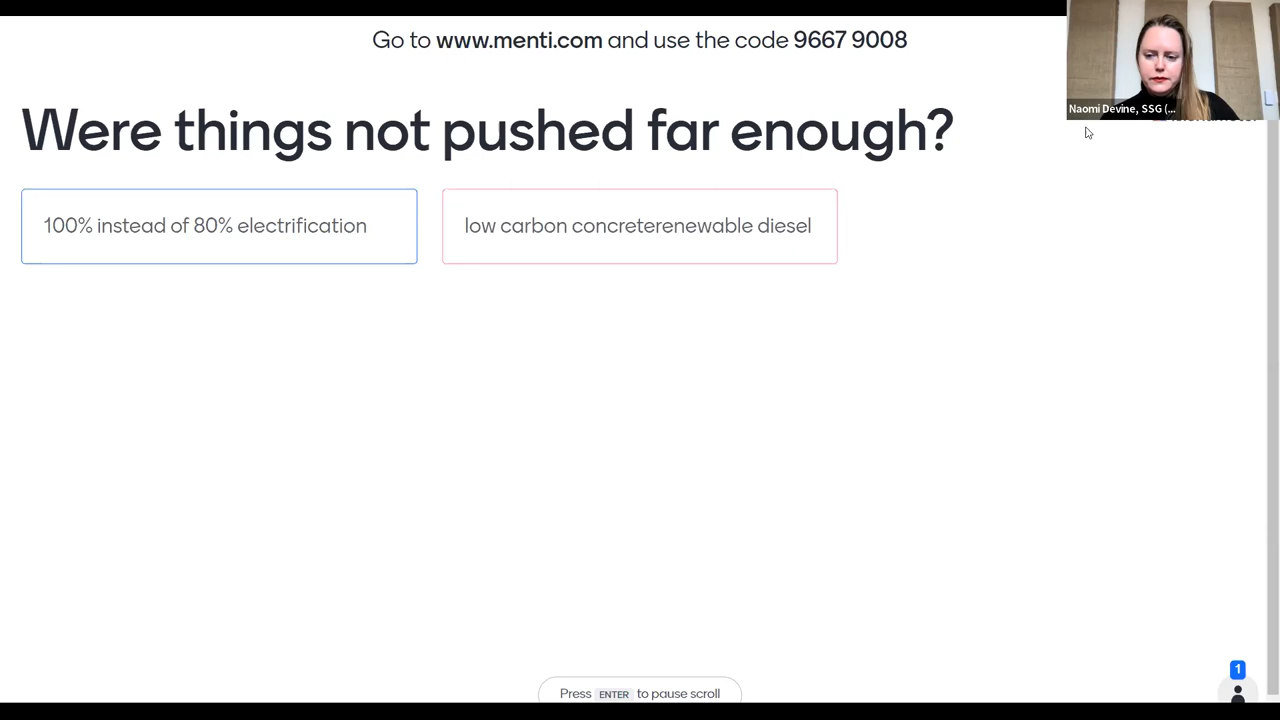 Go to www.menti.com and use the code 9667 9008
Naomi Devine, SSG (...
Were things not pushed far enough?
100% instead of 80% electrification
low carbon concreterenewable diesel
1
Press ENTER to pause scroll